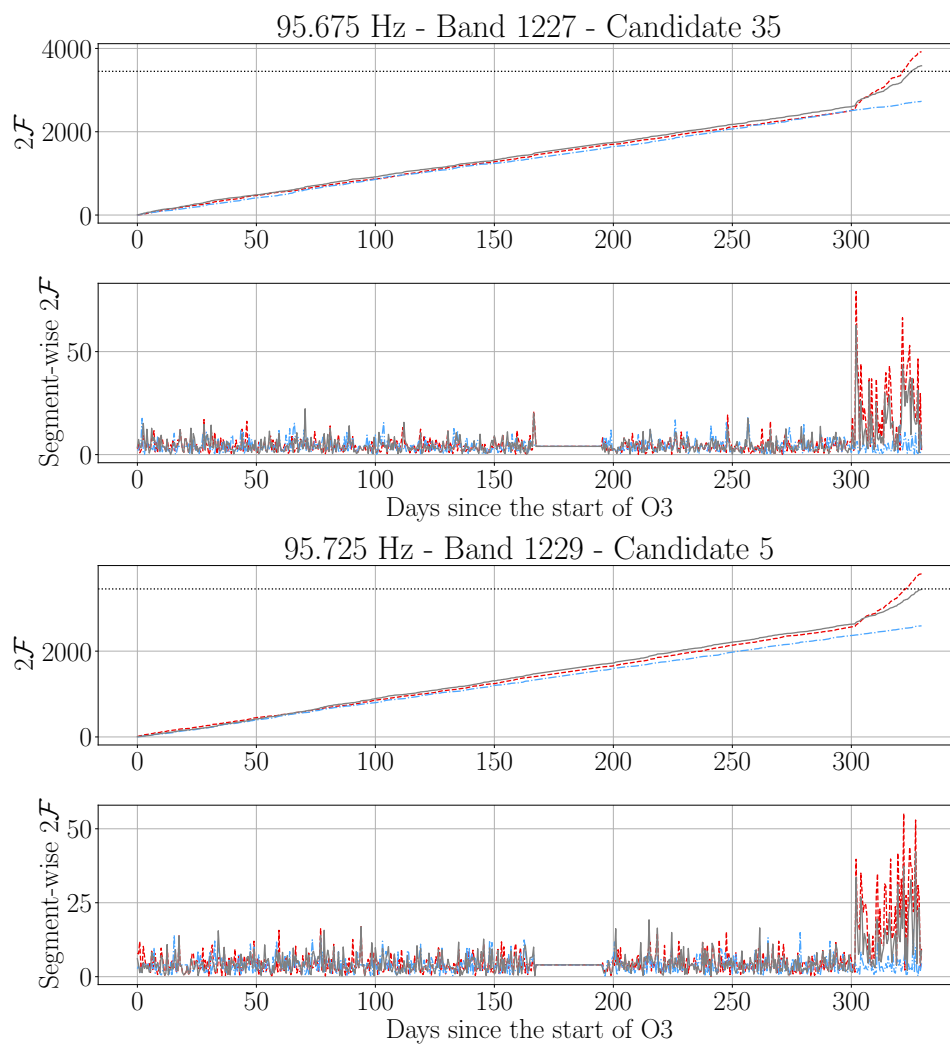 95.675 Hz - Band 1227 - Candidate 35
4000
2000
0
2ℱ
0 50 100 150 200 250 300
50
0
Segment-wise 2ℱ
0 50 100 150 200 250 300
Days since the start of O3
95.725 Hz - Band 1229 - Candidate 5
2000
0
2ℱ
0 50 100 150 200 250 300
50
25
0
Segment-wise 2ℱ
0 50 100 150 200 250 300
Days since the start of O3